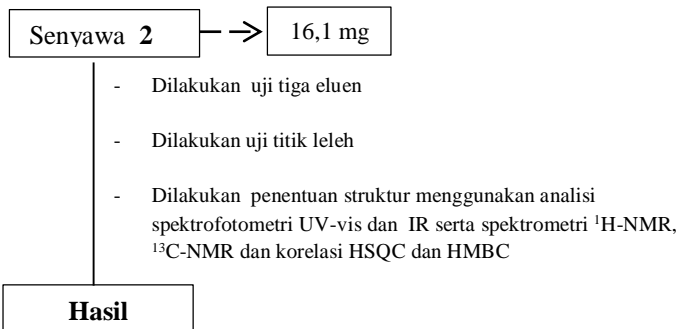 Senyawa 2
16,1 mg
- Dilakukan uji tiga eluen
- Dilakukan uji titik leleh
- Dilakukan penentuan struktur menggunakan analisi
spektrofotometri UV-vis dan IR serta spektrometri ¹H-NMR,
¹³C-NMR dan korelasi HSQC dan HMBC
Hasil